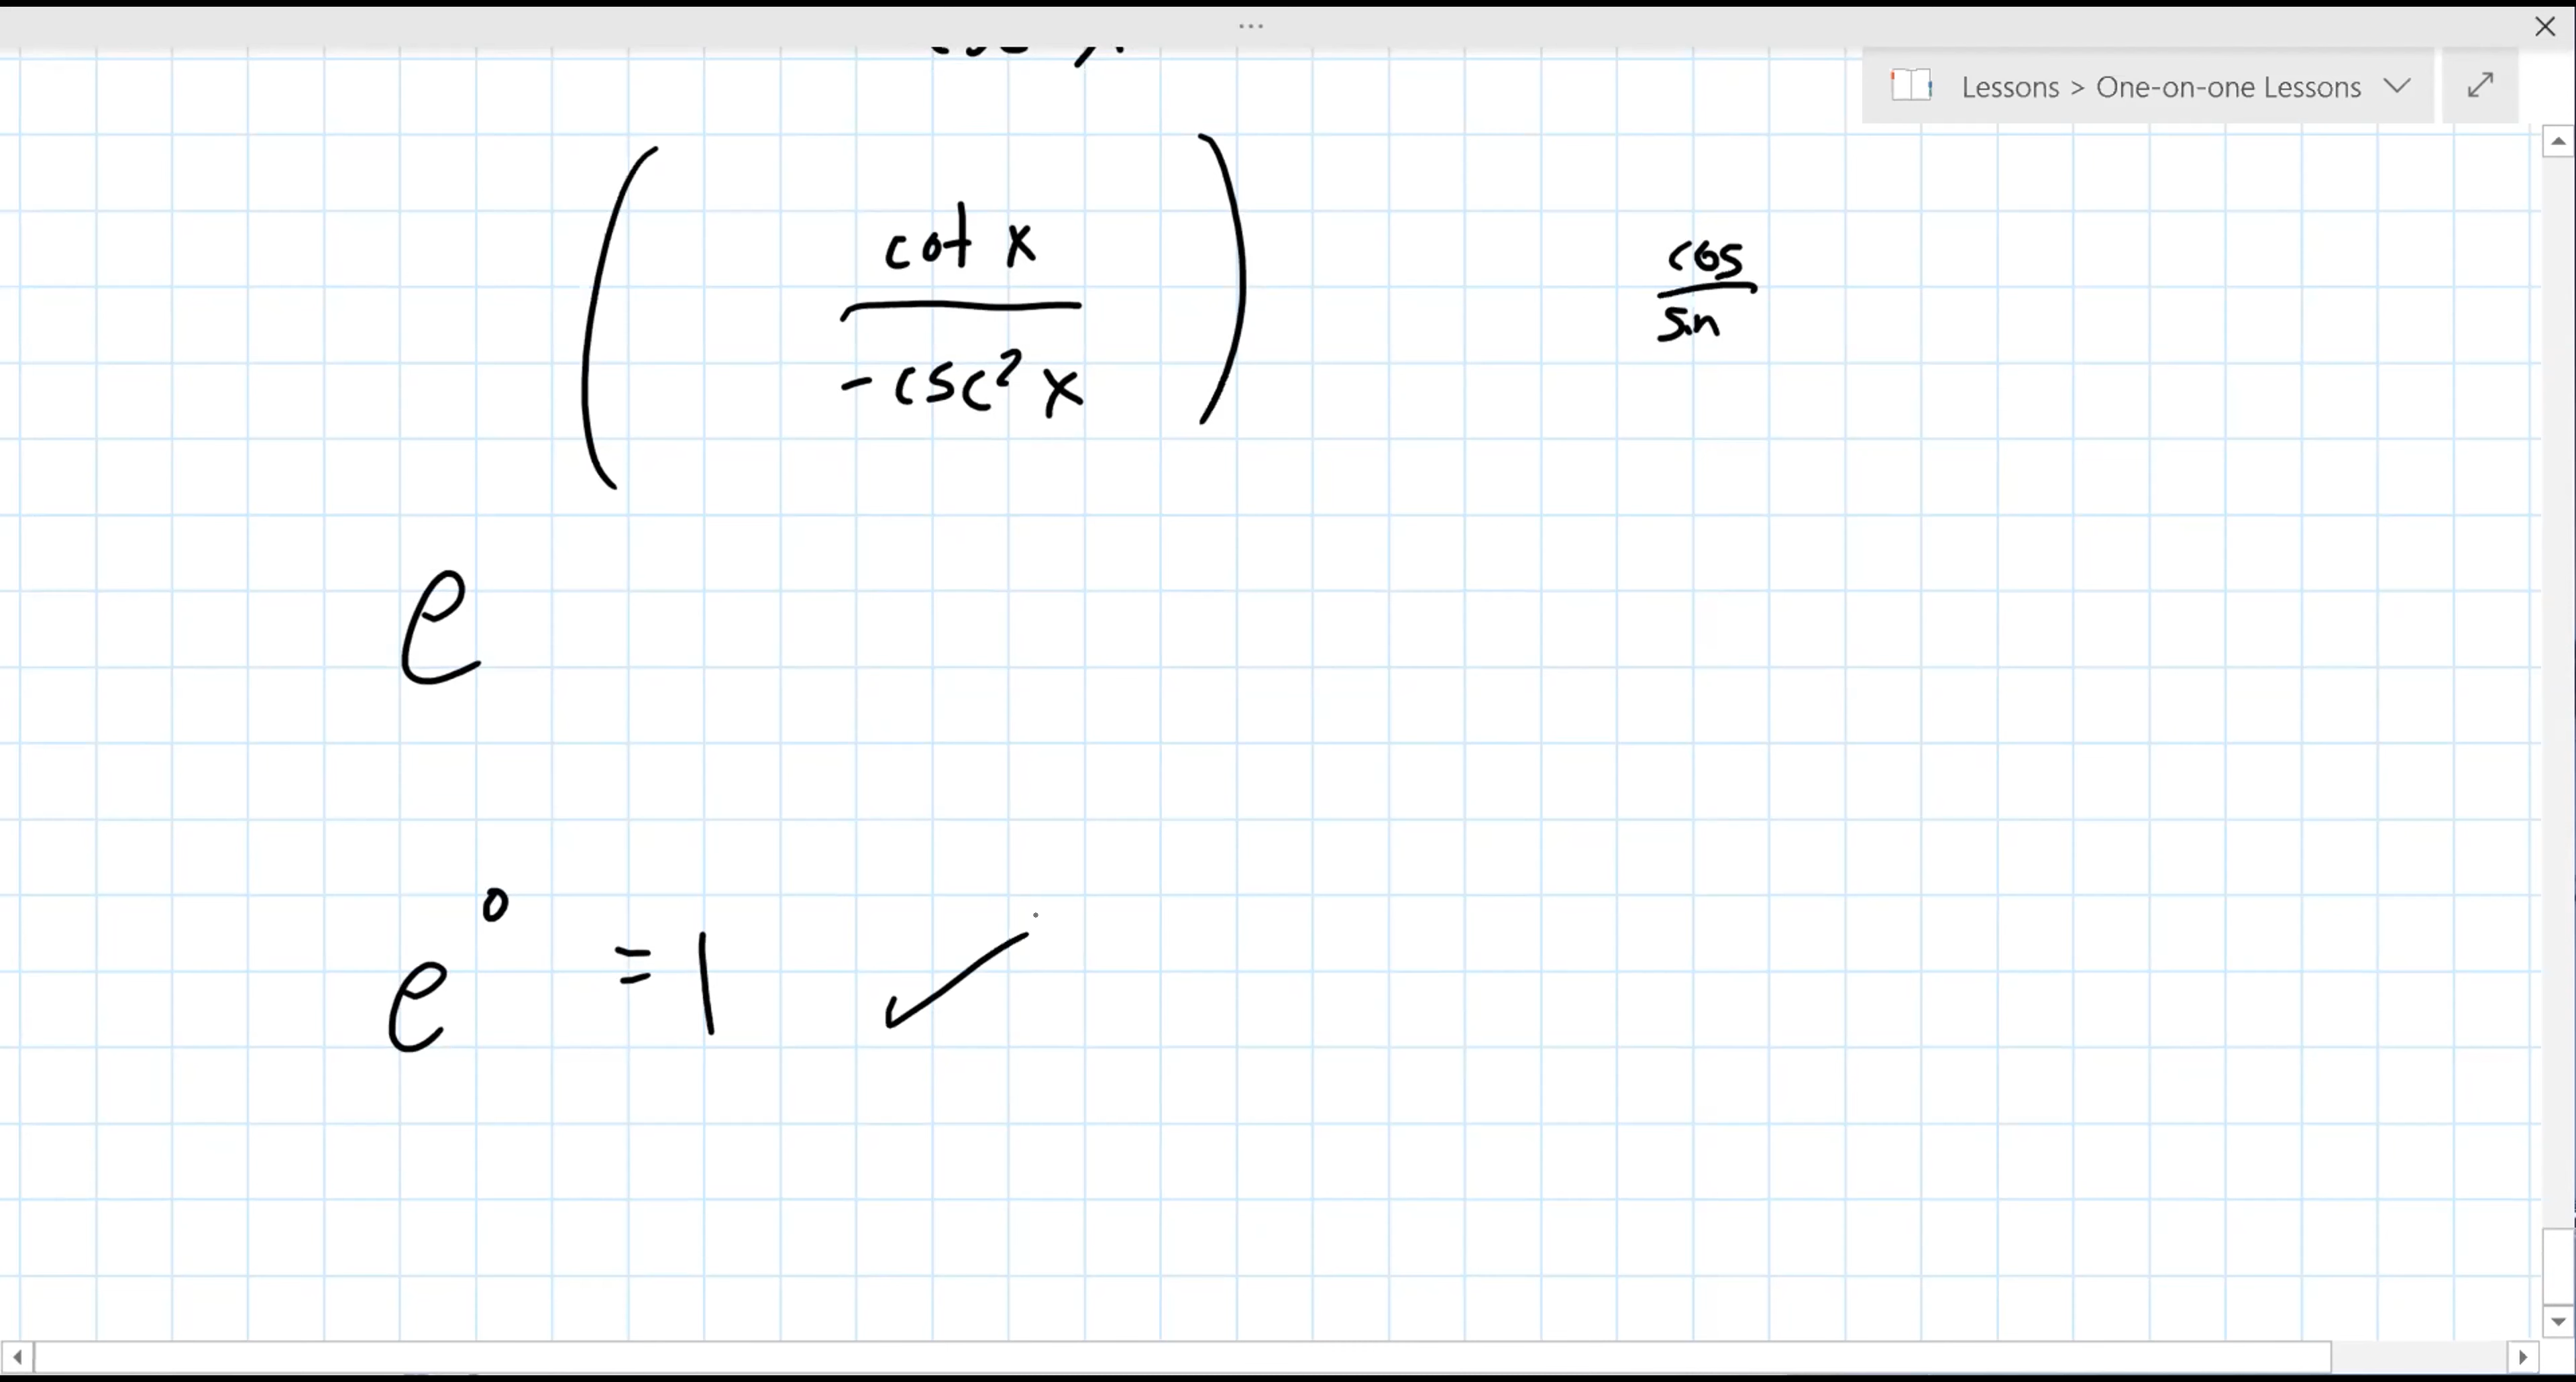 Lessons > One-on-one Lessons
cot x
-csc² x
cos
sin
e
e⁰ = 1 ✓